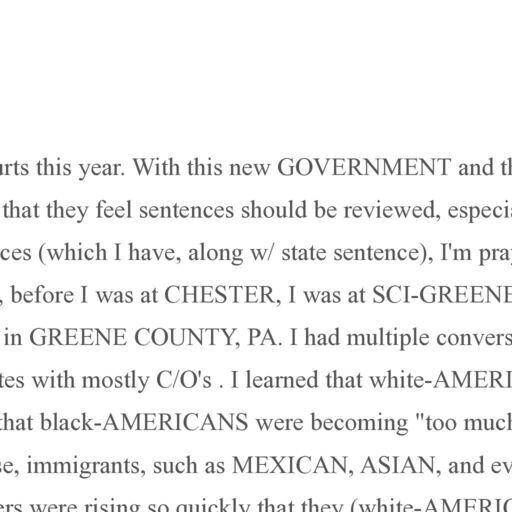 urts this year. With this new GOVERNMENT and th
that they feel sentences should be reviewed, especia
ces (which I have, along w/ state sentence), I'm pra
, before I was at CHESTER, I was at SCI-GREENE
in GREENE COUNTY, PA. I had multiple convers
tes with mostly C/O's . I learned that white-AMERI
that black-AMERICANS were becoming "too much
se, immigrants, such as MEXICAN, ASIAN, and ev
ers were rising so quickly that they (white-AMERIC